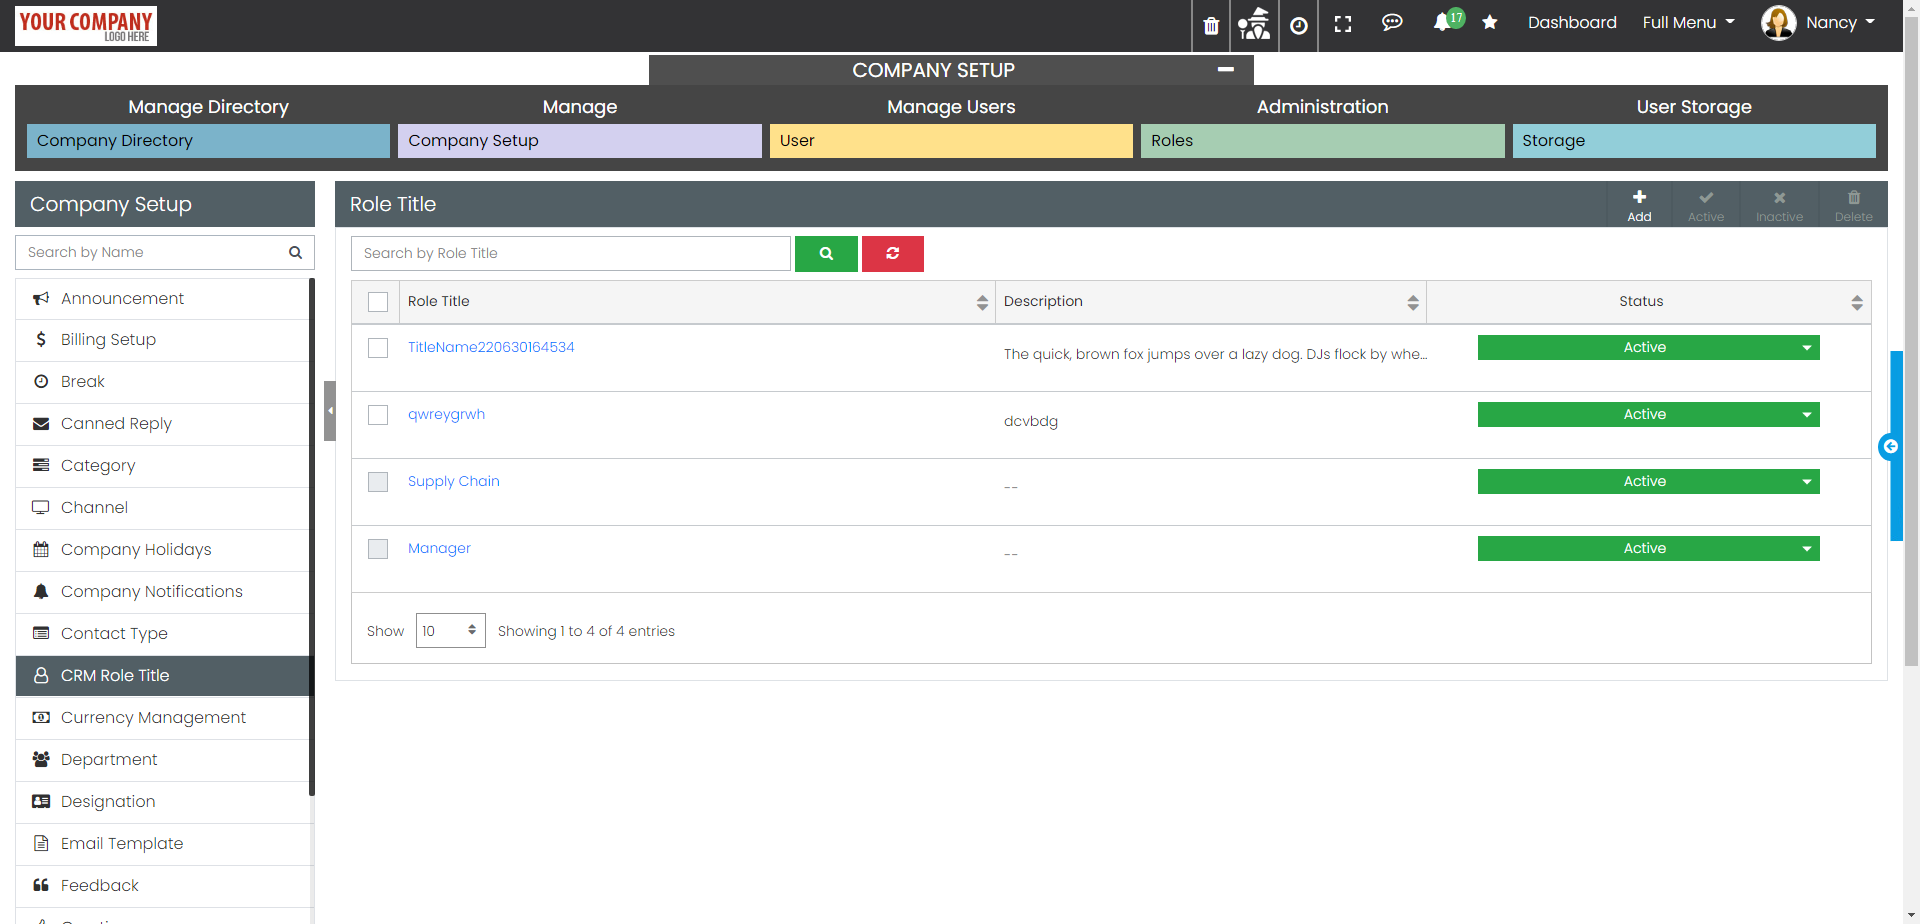 YOUR COMPANY
LOGO HERE
17
Dashboard
Full Menu
Nancy
COMPANY SETUP
Manage Directory
Manage
Manage Users
Administration
User Storage
Company Directory
Company Setup
User
Roles
Storage
Company Setup
Search by Name
Announcement
Billing Setup
Break
Canned Reply
Category
Channel
Company Holidays
Company Notifications
Contact Type
CRM Role Title
Currency Management
Department
Designation
Email Template
Feedback
Role Title
Add
Active
Inactive
Delete
Search by Role Title
Role Title
Description
Status
TitleName220630164534
The quick, brown fox jumps over a lazy dog. DJs flock by whe...
Active
qwreygrwh
dcvbdg
Active
Supply Chain
--
Active
Manager
--
Active
Show
10
Showing 1 to 4 of 4 entries